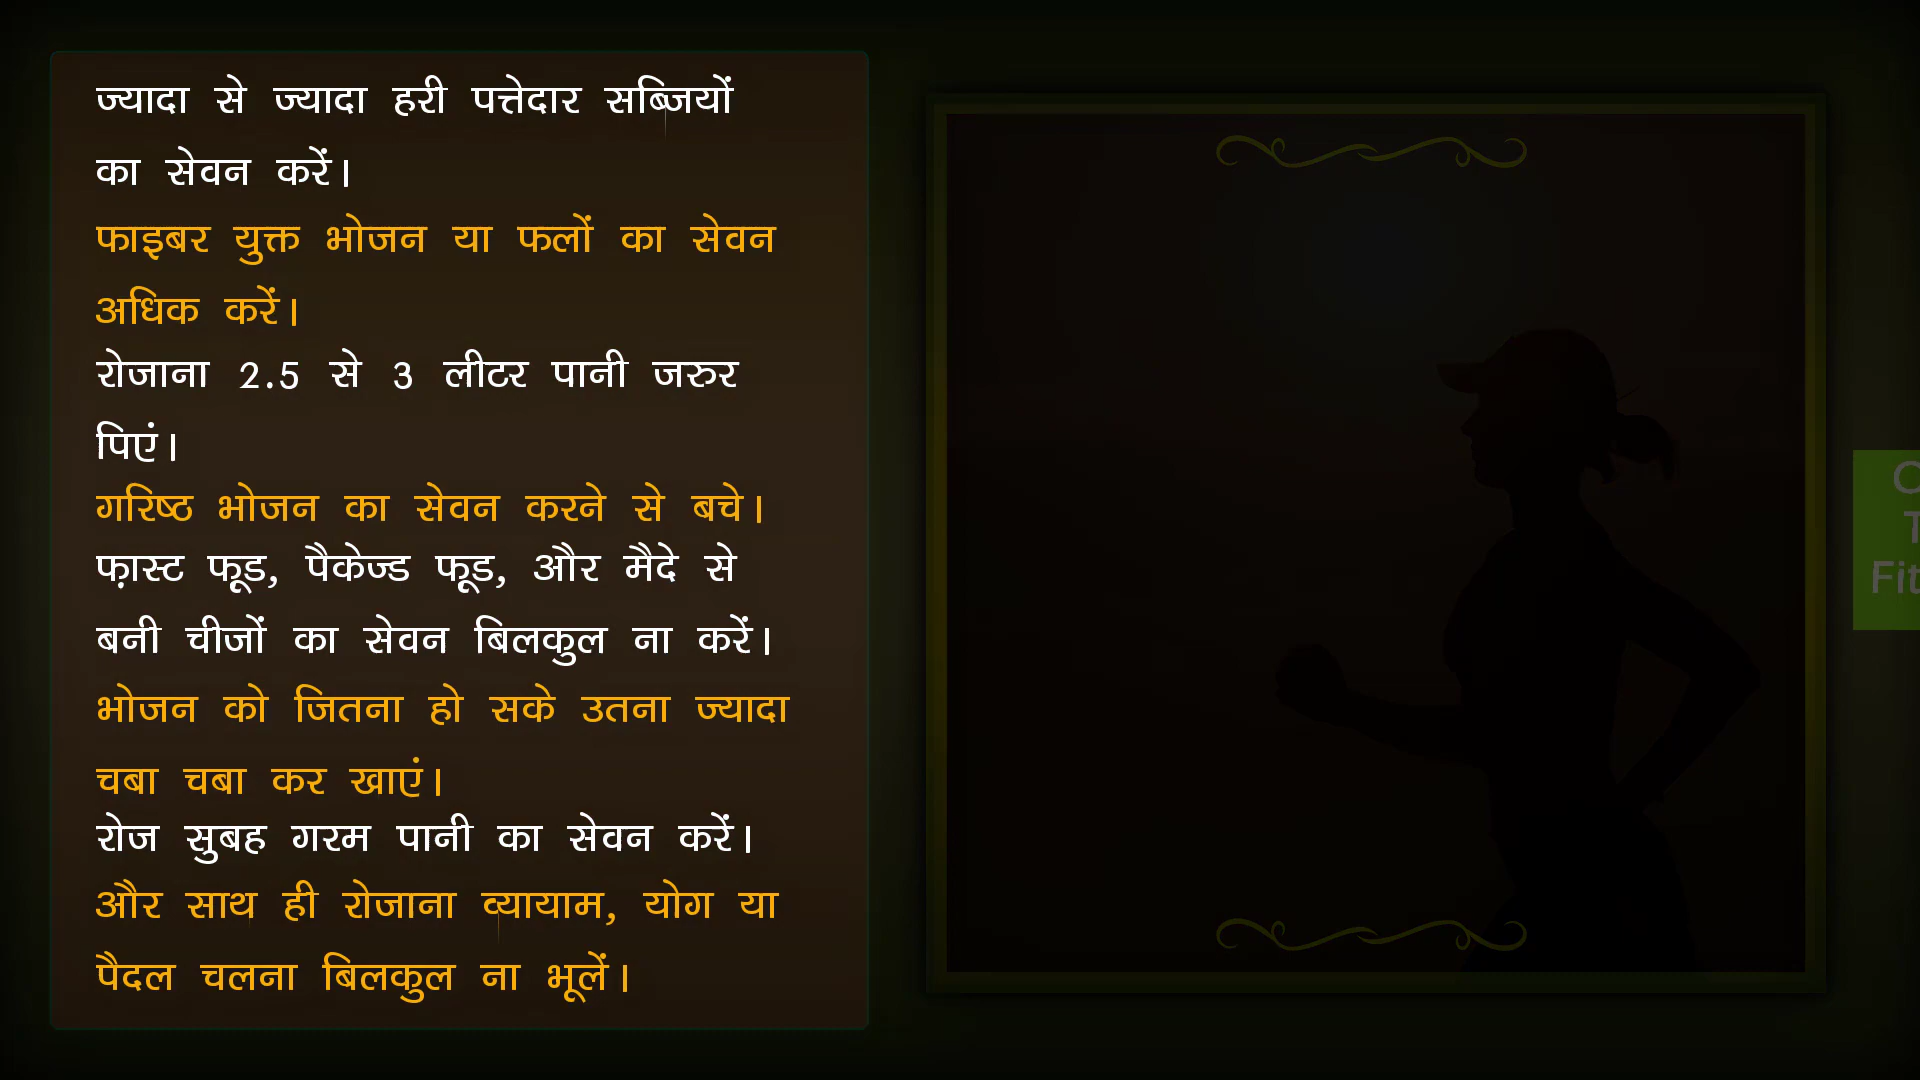 ज्यादा से ज्यादा हरी पत्तेदार सब्जियों
का सेवन करें।
फाइबर युक्त भोजन या फलों का सेवन
अधिक करें।
रोजाना 2.5 से 3 लीटर पानी जरुर
पिएं।
गरिष्ठ भोजन का सेवन करने से बचे।
फ़ास्ट फ़ूड, पैकेज्ड फ़ूड, और मैदे से
बनी चीजों का सेवन बिलकुल ना करें।
भोजन को जितना हो सके उतना ज्यादा
चबा चबा कर खाएं।
रोज सुबह गरम पानी का सेवन करें।
और साथ ही रोजाना व्यायाम, योग या
पैदल चलना बिलकुल ना भूलें।
Fit